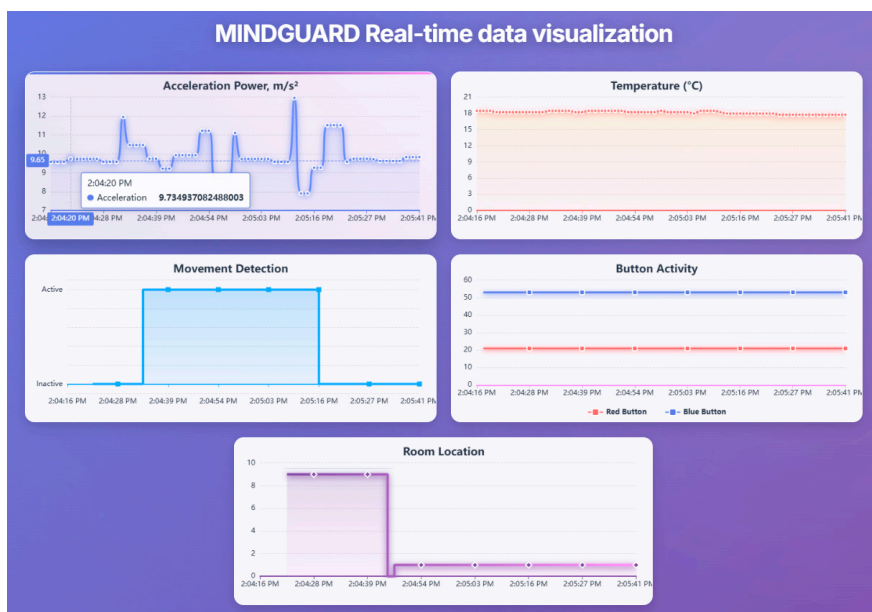 MINDGUARD Real-time data visualization
Acceleration Power, m/s²
13
12
11
10
9.65
9
8
7
2:04:20 PM
Acceleration 9.734937082488003
2:04:20 PM 2:04:28 PM 2:04:39 PM 2:04:54 PM 2:05:03 PM 2:05:16 PM 2:05:27 PM 2:05:41 PM
Temperature (°C)
21
18
15
12
9
6
3
0
2:04:16 PM 2:04:28 PM 2:04:39 PM 2:04:54 PM 2:05:03 PM 2:05:16 PM 2:05:27 PM 2:05:41 PM
Movement Detection
Active
Inactive
2:04:16 PM 2:04:28 PM 2:04:39 PM 2:04:54 PM 2:05:03 PM 2:05:16 PM 2:05:27 PM 2:05:41 PM
Button Activity
60
50
40
30
20
10
0
2:04:16 PM 2:04:28 PM 2:04:39 PM 2:04:54 PM 2:05:03 PM 2:05:16 PM 2:05:27 PM 2:05:41 PM
Red Button Blue Button
Room Location
10
8
6
4
2
0
2:04:16 PM 2:04:28 PM 2:04:39 PM 2:04:54 PM 2:05:03 PM 2:05:16 PM 2:05:27 PM 2:05:41 PM